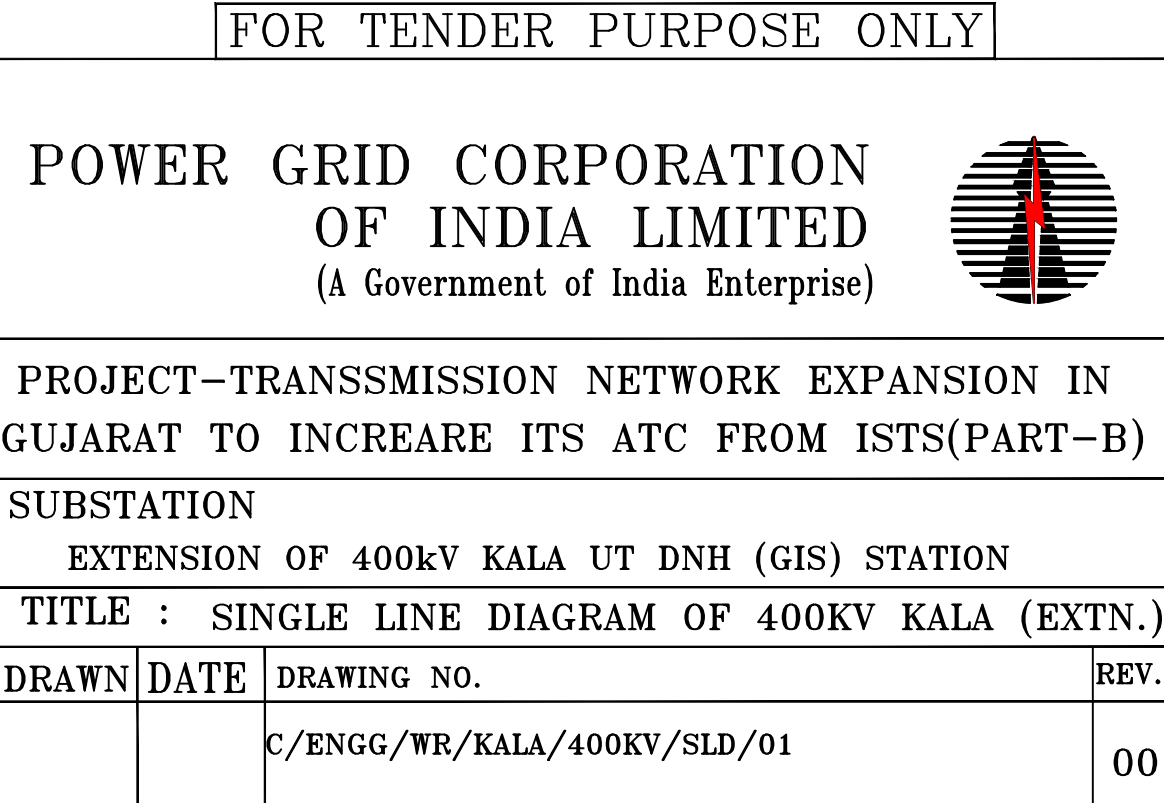 FOR TENDER PURPOSE ONLY
POWER GRID CORPORATION
OF INDIA LIMITED
(A Government of India Enterprise)
PROJECT-TRANSSMISSION NETWORK EXPANSION IN
GUJARAT TO INCREARE ITS ATC FROM ISTS(PART-B)
SUBSTATION
EXTENSION OF 400kV KALA UT DNH (GIS) STATION
TITLE : SINGLE LINE DIAGRAM OF 400KV KALA (EXTN.)
DRAWN DATE DRAWING NO. REV.
C/ENGG/WR/KALA/400KV/SLD/01 00